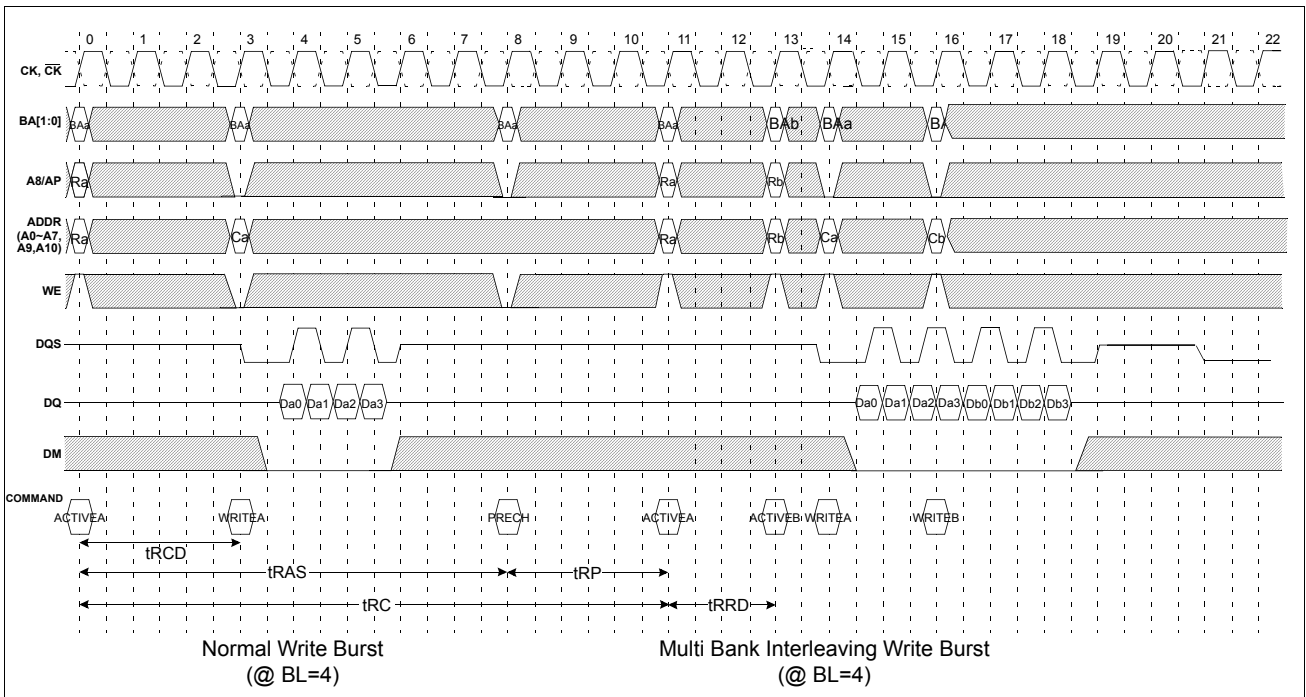 0 1 2 3 4 5 6 7 8 9 10 11 12 13 14 15 16 17 18 19 20 21 22
CK, CK
BA[1:0] BAa BAa BAa BAa BAb BAa BA
A8/AP Ra Ra Rb
ADDR
(A0~A7,
A9,A10)
Ra Ca Ra Rb Ca Cb
WE
DQS
DQ Da0 Da1 Da2 Da3 Da0 Da1 Da2 Da3 Db0 Db1 Db2 Db3
DM
COMMAND
ACTIVEA WRITEA PRECH ACTIVEA ACTIVEB WRITEA WRITEB
tRCD
tRAS tRP
tRC tRRD
Normal Write Burst Multi Bank Interleaving Write Burst
(@ BL=4) (@ BL=4)